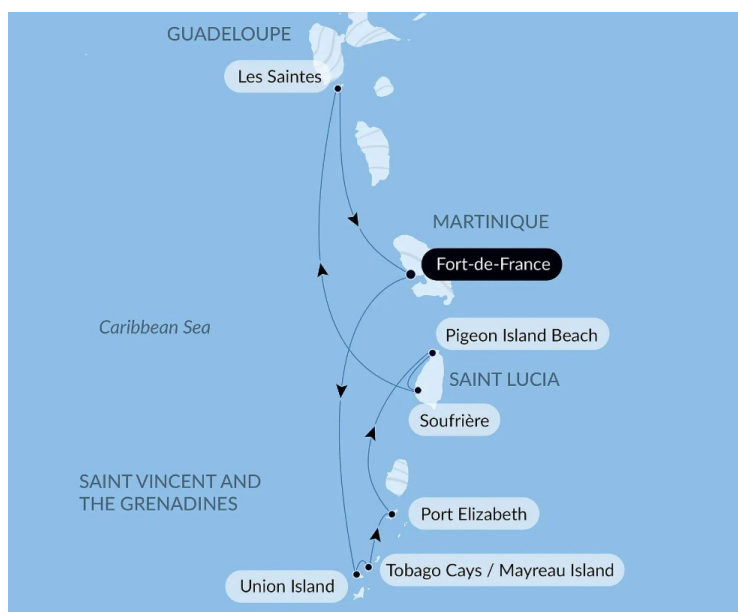 GUADELOUPE
Les Saintes
MARTINIQUE
Fort-de-France
Caribbean Sea
Pigeon Island Beach
SAINT LUCIA
Soufrière
SAINT VINCENT AND
THE GRENADINES
Port Elizabeth
Tobago Cays / Mayreau Island
Union Island